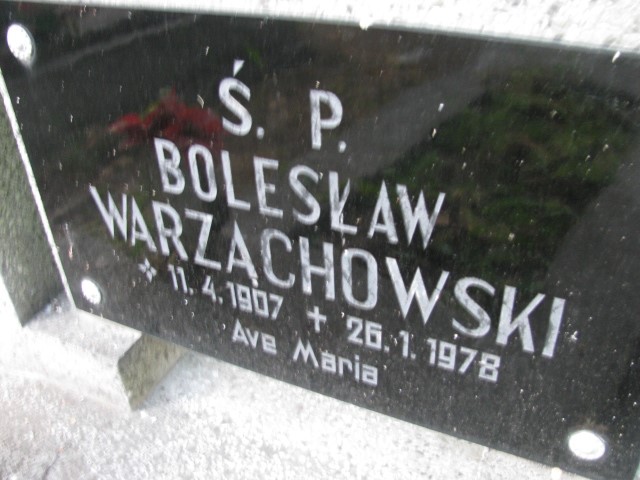 Ś. P.
BOLESŁAW
WARZĄCHOWSKI
* 11.4.1907 + 26.1.1978
Ave Maria